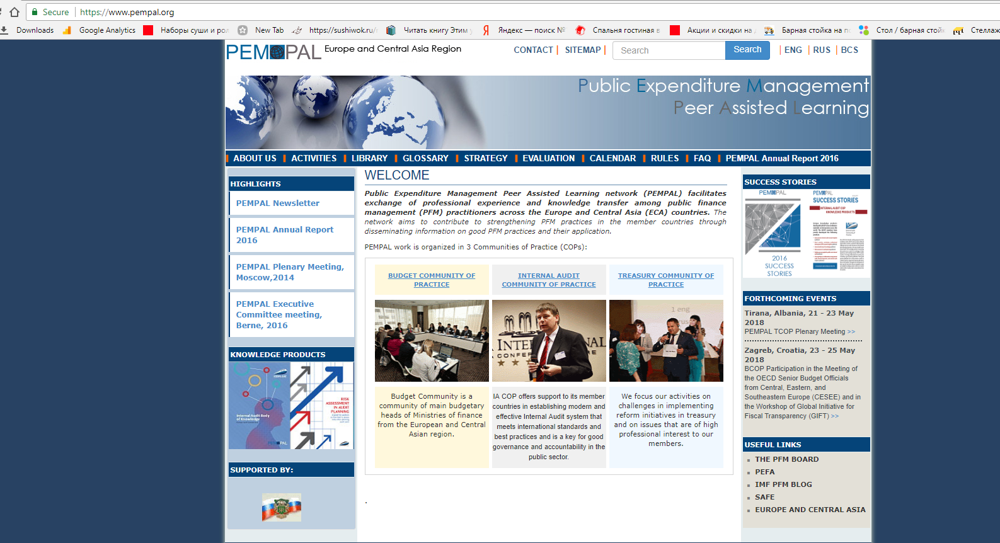 Secure https://www.pempal.org
Downloads Google Analytics Наборы суши и рол New Tab https://sushiwok.ru/ Читать книгу Этим Яндекс — поиск № Спальня гостиная в Акции и скидки на Барная стойка на по Стол / барная стойк Стеллаж
PEMPAL Europe and Central Asia Region CONTACT SITEMAP Search Search ENG RUS BCS
Public Expenditure Management
Peer Assisted Learning
ABOUT US ACTIVITIES LIBRARY GLOSSARY STRATEGY EVALUATION CALENDAR RULES FAQ PEMPAL Annual Report 2016
HIGHLIGHTS
PEMPAL Newsletter
PEMPAL Annual Report
2016
PEMPAL Plenary Meeting,
Moscow,2014
PEMPAL Executive
Committee meeting,
Berne, 2016
KNOWLEDGE PRODUCTS
Internal Audit Body
of Knowledge
PEMPAL
RISK
ASSESSMENT
IN AUDIT
PLANNING
SUPPORTED BY:
WELCOME
Public Expenditure Management Peer Assisted Learning network (PEMPAL) facilitates
exchange of professional experience and knowledge transfer among public finance
management (PFM) practitioners across the Europe and Central Asia (ECA) countries. The
network aims to contribute to strengthening PFM practices in the member countries through
disseminating information on good PFM practices and their application.
PEMPAL work is organized in 3 Communities of Practice (COPs):
BUDGET COMMUNITY OF
PRACTICE
INTERNAL AUDIT
COMMUNITY OF PRACTICE
TREASURY COMMUNITY OF
PRACTICE
1 eng
rus
Budget Community is a
community of main budgetary
heads of Ministries of finance
from the European and Central
Asian region.
IA COP offers support to its member
countries in establishing modern and
effective Internal Audit system that
meets international standards and
best practices and is a key for good
governance and accountability in the
public sector.
We focus our activities on
challenges in implementing
reform initiatives in treasury
and on issues that are of high
professional interest to our
members.
.
SUCCESS STORIES
PEMPAL
2016
SUCCESS
STORIES
PEMPAL
SUCCESS STORIES
INTERNAL AUDIT COP
KNOWLEDGE PRODUCTS
FORTHCOMING EVENTS
Tirana, Albania, 21 - 23 May
2018
PEMPAL TCOP Plenary Meeting >>
Zagreb, Croatia, 23 - 25 May
2018
BCOP Participation in the Meeting of
the OECD Senior Budget Officials
from Central, Eastern, and
Southeastern Europe (CESEE) and in
the Workshop of Global Initiative for
Fiscal Transparency (GIFT) >>
USEFUL LINKS
THE PFM BOARD
PEFA
IMF PFM BLOG
SAFE
EUROPE AND CENTRAL ASIA